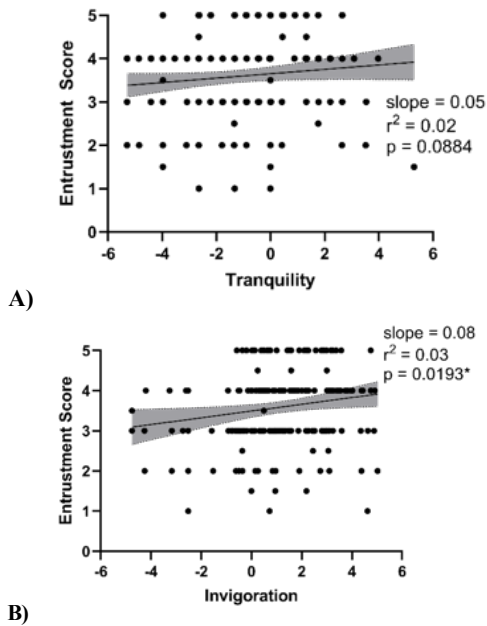 5
4
3
2
1
0
Entrustment Score
slope = 0.05
r² = 0.02
p = 0.0884
-6 -4 -2 0 2 4 6
Tranquility
A)
slope = 0.08
r² = 0.03
p = 0.0193*
5
4
3
2
1
0
Entrustment Score
-6 -4 -2 0 2 4 6
Invigoration
B)